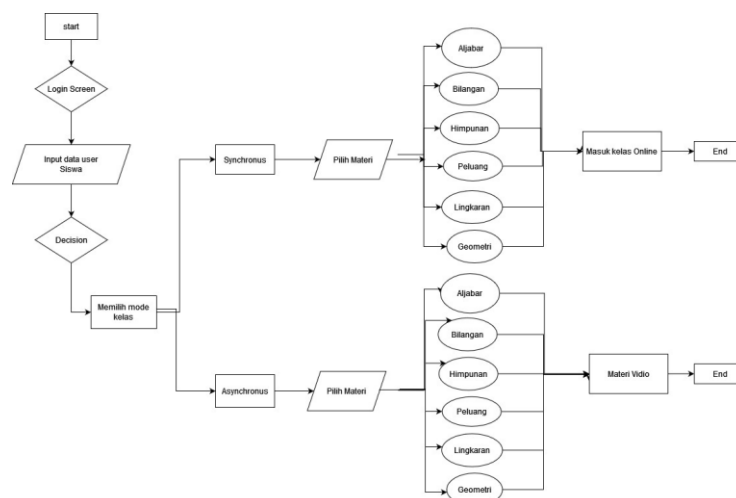 start
Login Screen
Input data user
Siswa
Decision
Memilih mode
kelas
Synchronus
Pilih Materi
Aljabar
Bilangan
Himpunan
Peluang
Lingkaran
Geometri
Masuk kelas Online
End
Asynchronus
Pilih Materi
Aljabar
Bilangan
Himpunan
Peluang
Lingkaran
Geometri
Materi Vidio
End